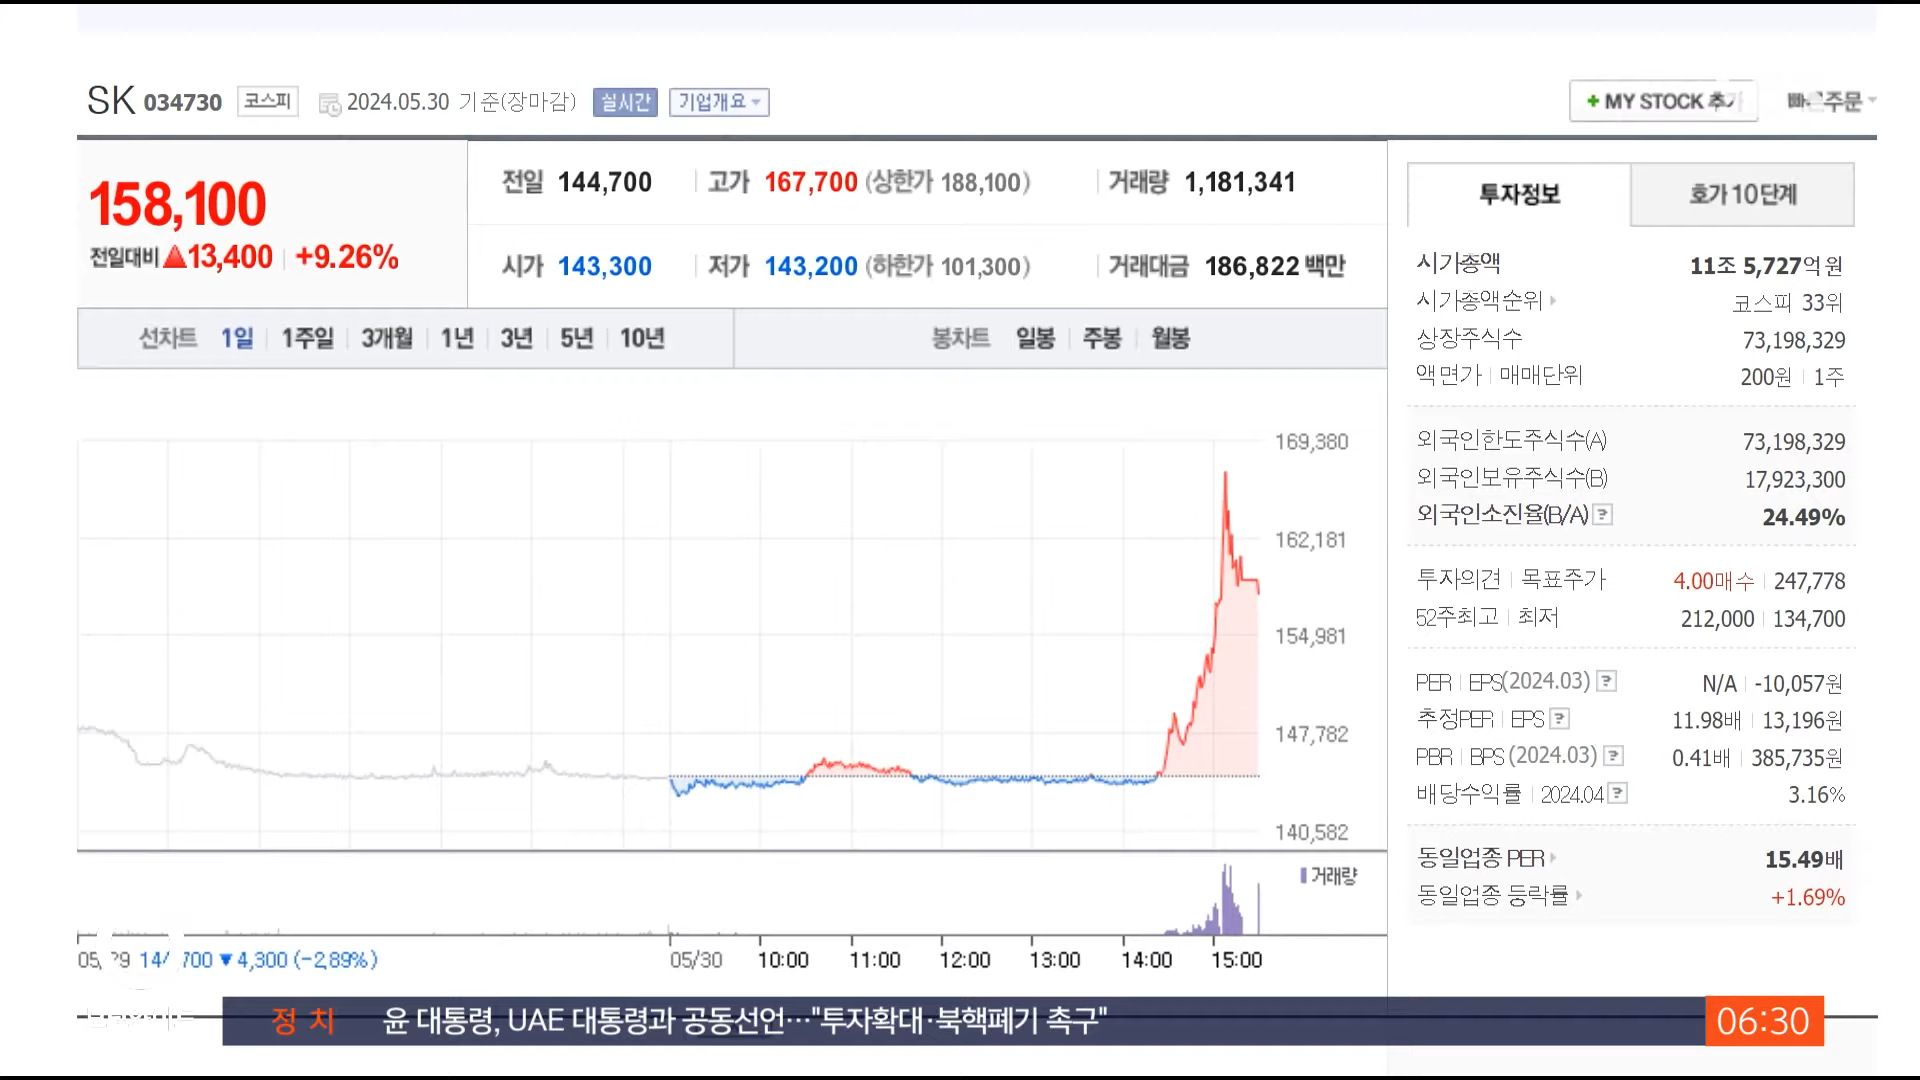 SK 034730 코스피 2024.05.30 기준(장마감) 실시간 기업개요
+ MY STOCK 추가 빠른주문
158,100
전일대비 ▲13,400 +9.26%
전일 144,700 고가 167,700 (상한가 188,100) 거래량 1,181,341
시가 143,300 저가 143,200 (하한가 101,300) 거래대금 186,822 백만
선차트 1일 1주일 3개월 1년 3년 5년 10년 봉차트 일봉 주봉 월봉
169,380
162,181
154,981
147,782
140,582
거래량
700 ▼4,300 (-2.89%)
05/30 10:00 11:00 12:00 13:00 14:00 15:00
투자정보 호가 10단계
시가총액 11조 5,727억원
시가총액순위 코스피 33위
상장주식수 73,198,329
액면가 | 매매단위 200원 | 1주
외국인한도주식수(A) 73,198,329
외국인보유주식수(B) 17,923,300
외국인소진율(B/A) ? 24.49%
투자의견 | 목표주가 4.00매수 | 247,778
52주최고 | 최저 212,000 | 134,700
PER | EPS(2024.03) ? N/A | -10,057원
추정PER | EPS ? 11.98배 | 13,196원
PBR | BPS (2024.03) ? 0.41배 | 385,735원
배당수익률 | 2024.04 ? 3.16%
동일업종 PER 15.49배
동일업종 등락률 +1.69%
정치 윤 대통령, UAE 대통령과 공동선언…"투자확대·북핵폐기 촉구" 06:30